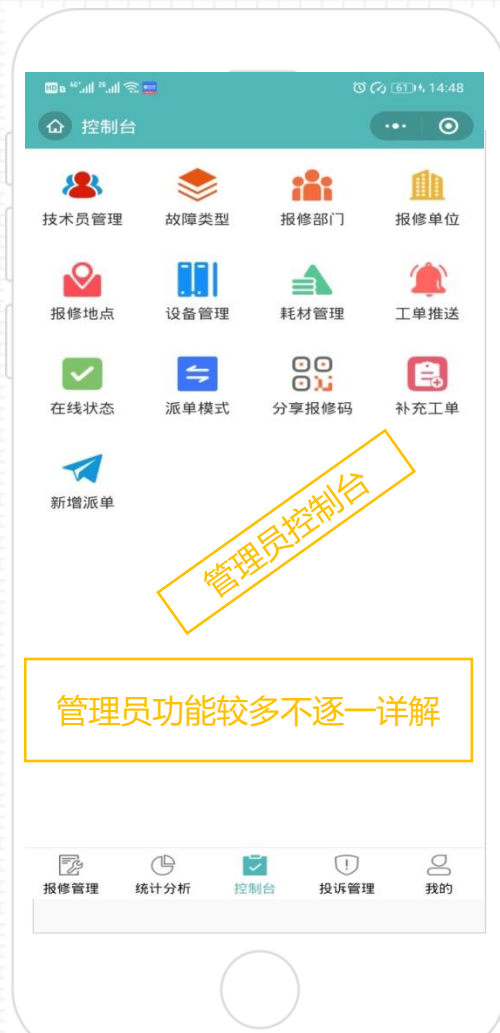 14:48
控制台
技术员管理 故障类型 报修部门 报修单位
报修地点 设备管理 耗材管理 工单推送
在线状态 派单模式 分享报修码 补充工单
新增派单
管理员控制台
管理员功能较多不逐一详解
报修管理 统计分析 控制台 投诉管理 我的